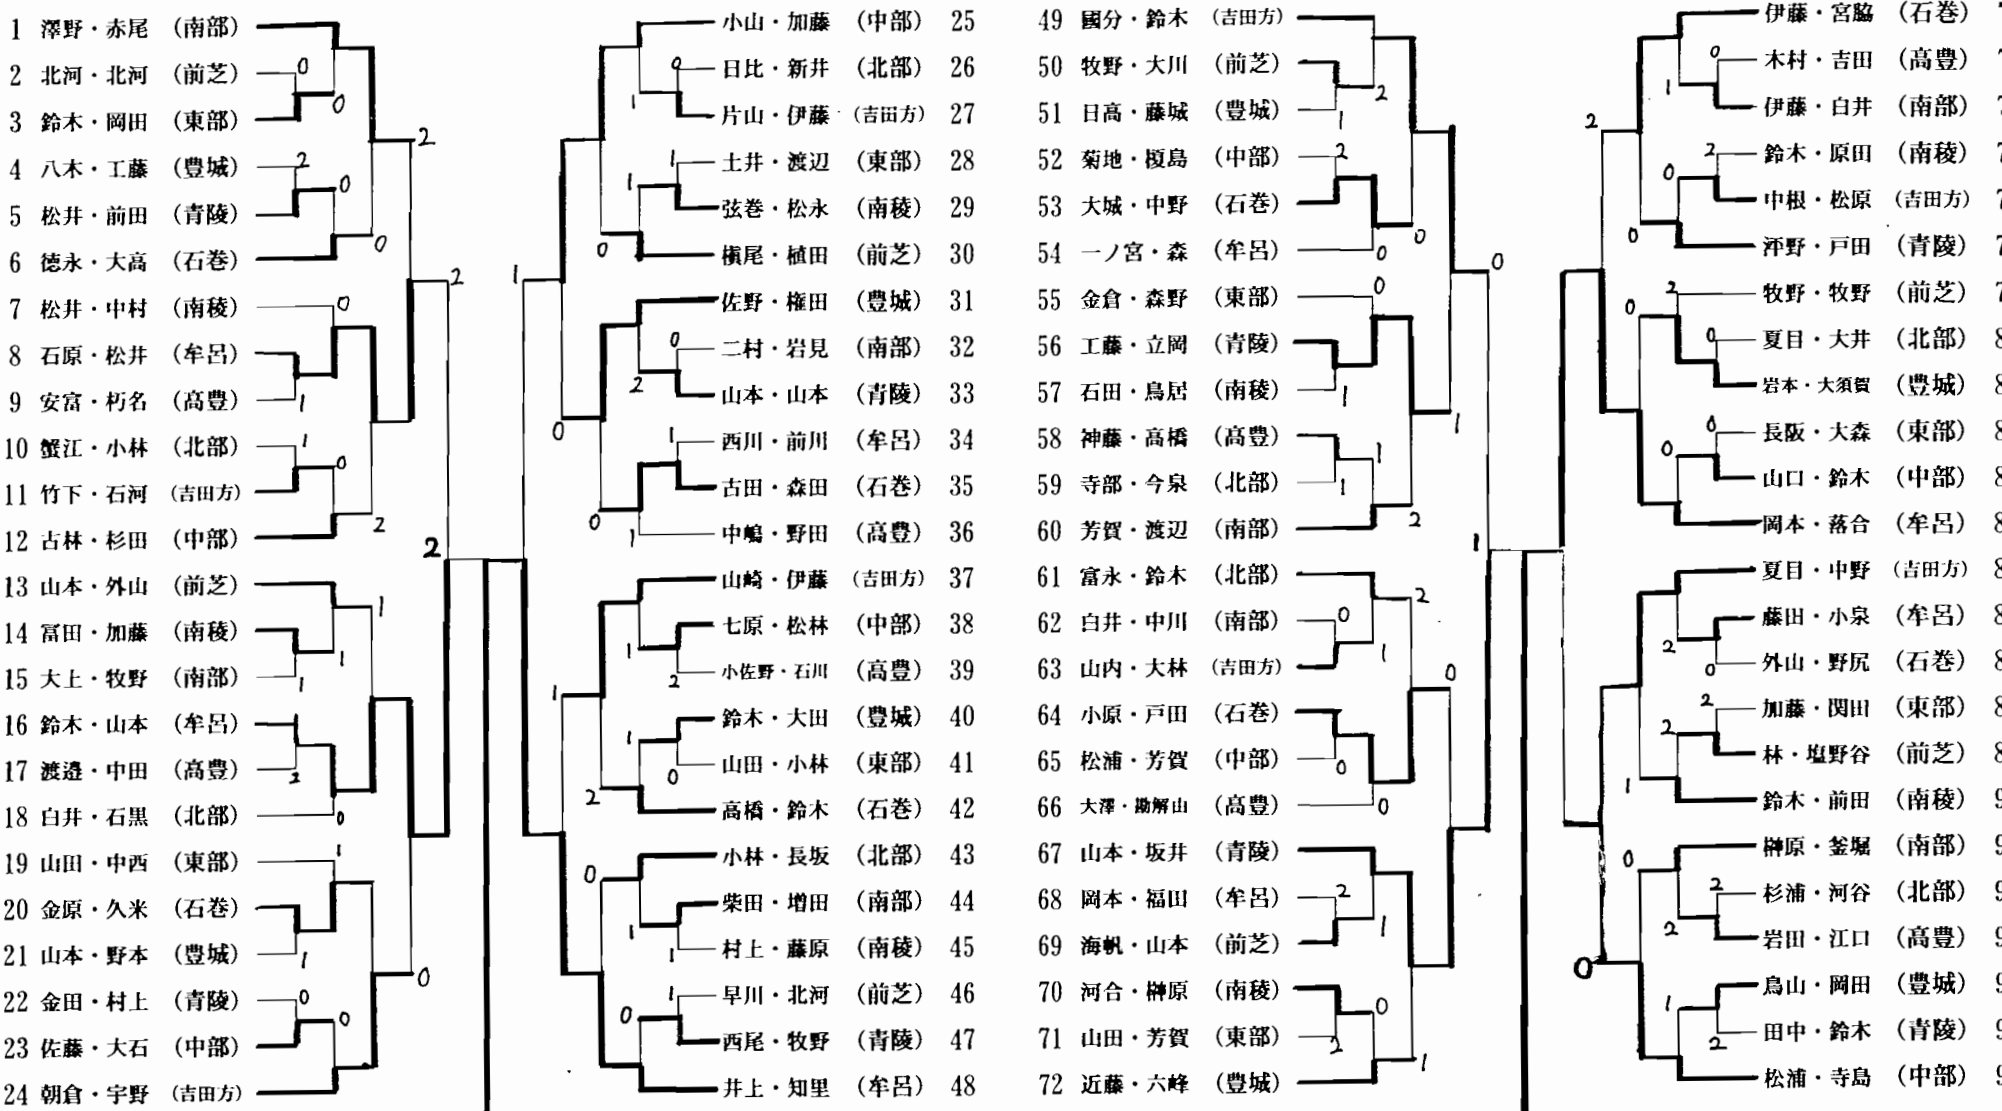 1 澤野・赤尾 (南部)
2 北河・北河 (前芝)
3 鈴木・岡田 (東部)
4 八木・工藤 (豊城)
5 松井・前田 (青陵)
6 徳永・大高 (石巻)
7 松井・中村 (南稜)
8 石原・松井 (牟呂)
9 安富・朽名 (高豊)
10 蟹江・小林 (北部)
11 竹下・石河 (吉田方)
12 古林・杉田 (中部)
13 山本・外山 (前芝)
14 冨田・加藤 (南稜)
15 大上・牧野 (南部)
16 鈴木・山本 (牟呂)
17 渡邉・中田 (高豊)
18 白井・石黒 (北部)
19 山田・中西 (東部)
20 金原・久米 (石巻)
21 山本・野本 (豊城)
22 金田・村上 (青陵)
23 佐藤・大石 (中部)
24 朝倉・宇野 (吉田方)
小山・加藤 (中部) 25
日比・新井 (北部) 26
片山・伊藤 (吉田方) 27
土井・渡辺 (東部) 28
弦巻・松永 (南稜) 29
槇尾・植田 (前芝) 30
佐野・権田 (豊城) 31
二村・岩見 (南部) 32
山本・山本 (青陵) 33
西川・前川 (牟呂) 34
古田・森田 (石巻) 35
中嶋・野田 (高豊) 36
山崎・伊藤 (吉田方) 37
七原・松林 (中部) 38
小佐野・石川 (高豊) 39
鈴木・大田 (豊城) 40
山田・小林 (東部) 41
高橋・鈴木 (石巻) 42
小林・長坂 (北部) 43
柴田・増田 (南部) 44
村上・藤原 (南稜) 45
早川・北河 (前芝) 46
西尾・牧野 (青陵) 47
井上・知里 (牟呂) 48
49 國分・鈴木 (吉田方)
50 牧野・大川 (前芝)
51 日高・藤城 (豊城)
52 菊地・榎島 (中部)
53 大城・中野 (石巻)
54 一ノ宮・森 (牟呂)
55 金倉・森野 (東部)
56 工藤・立岡 (青陵)
57 石田・鳥居 (南稜)
58 神藤・高橋 (高豊)
59 寺部・今泉 (北部)
60 芳賀・渡辺 (南部)
61 富永・鈴木 (北部)
62 白井・中川 (南部)
63 山内・大林 (吉田方)
64 小原・戸田 (石巻)
65 松浦・芳賀 (中部)
66 大澤・勘解山 (高豊)
67 山本・坂井 (青陵)
68 岡本・福田 (牟呂)
69 海帆・山本 (前芝)
70 河合・榊原 (南稜)
71 山田・芳賀 (東部)
72 近藤・六峰 (豊城)
伊藤・宮脇 (石巻)
木村・吉田 (高豊)
伊藤・白井 (南部)
鈴木・原田 (南稜)
中根・松原 (吉田方)
野・戸田 (青陵)
牧野・牧野 (前芝)
夏目・大井 (北部)
岩本・大須賀 (豊城)
長阪・大森 (東部)
山口・鈴木 (中部)
岡本・落合 (牟呂)
夏目・中野 (吉田方)
藤田・小泉 (牟呂)
外山・野尻 (石巻)
加藤・関田 (東部)
林・塩野谷 (前芝)
鈴木・前田 (南稜)
榊原・釜堀 (南部)
杉浦・河谷 (北部)
岩田・江口 (高豊)
鳥山・岡田 (豊城)
田中・鈴木 (青陵)
松浦・寺島 (中部)